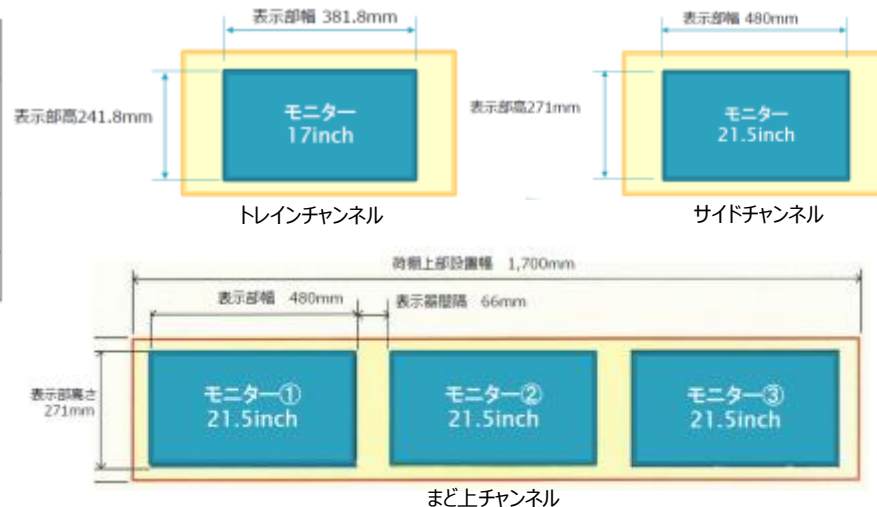 表示部幅 381.8mm
表示部高241.8mm
モニター
17inch
トレインチャンネル
表示部幅 480mm
表示部高271mm
モニター
21.5inch
サイドチャンネル
荷棚上部設置幅 1,700mm
表示部幅 480mm
表示器間隔 66mm
表示部高さ
271mm
モニター①
21.5inch
モニター②
21.5inch
モニター③
21.5inch
まど上チャンネル